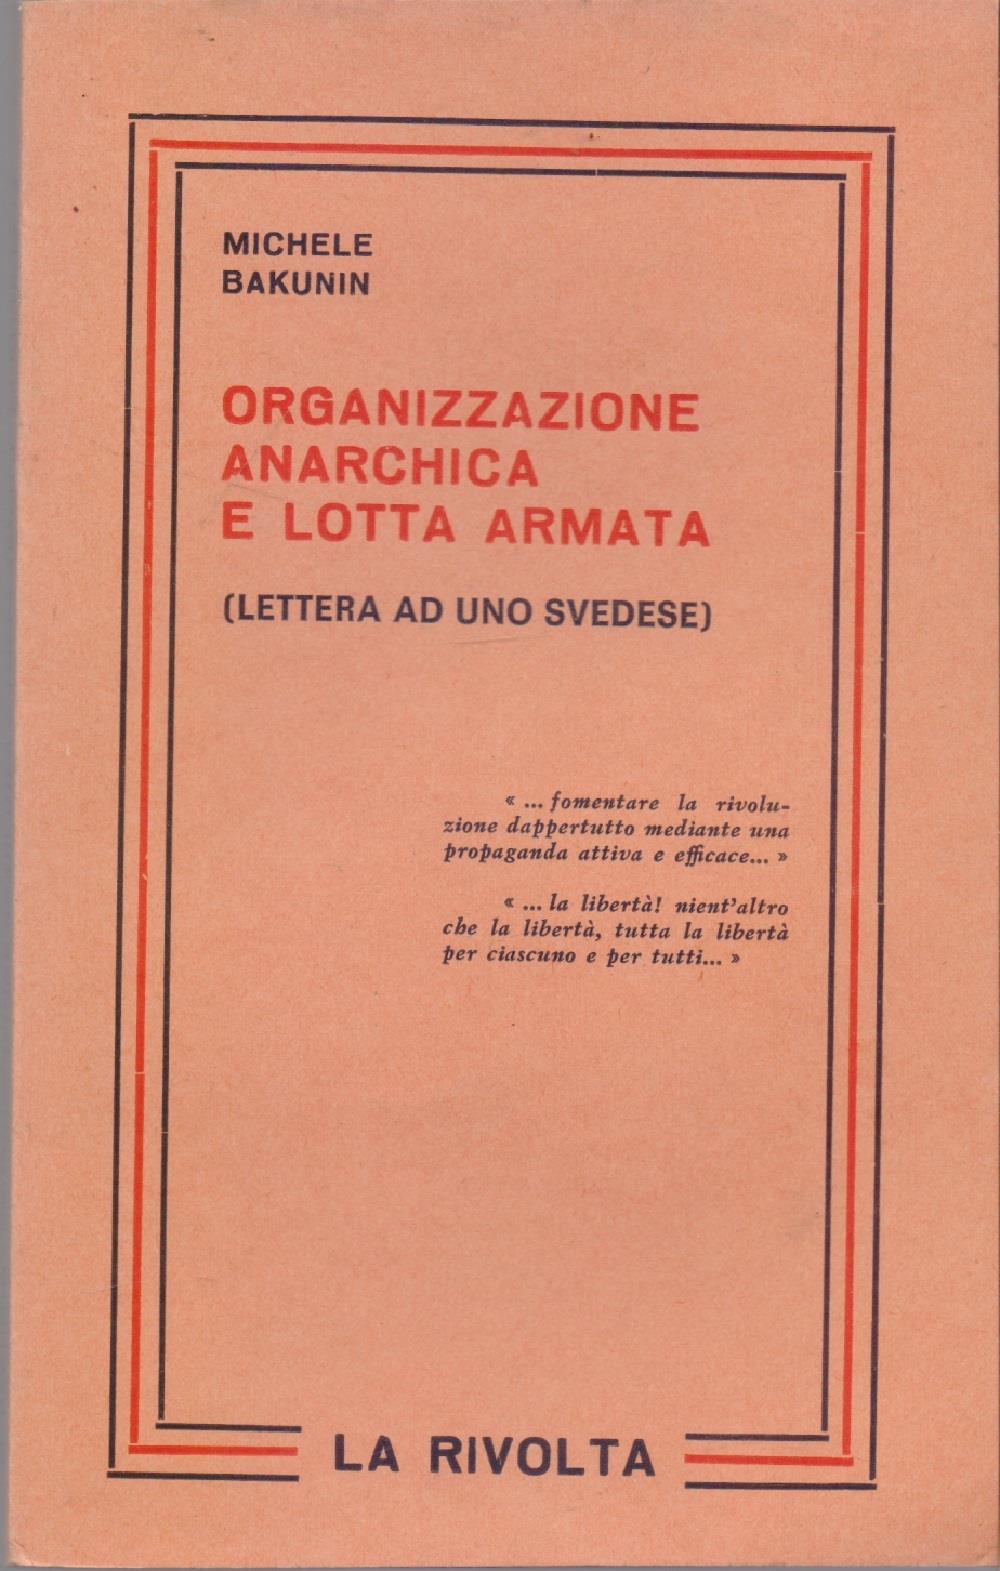 MICHELE
BAKUNIN
ORGANIZZAZIONE
ANARCHICA
E LOTTA ARMATA
(LETTERA AD UNO SVEDESE)
« ... fomentare la rivolu-
zione dappertutto mediante una
propaganda attiva e efficace... »
« ... la libertà! nient'altro
che la libertà, tutta la libertà
per ciascuno e per tutti... »
LA RIVOLTA